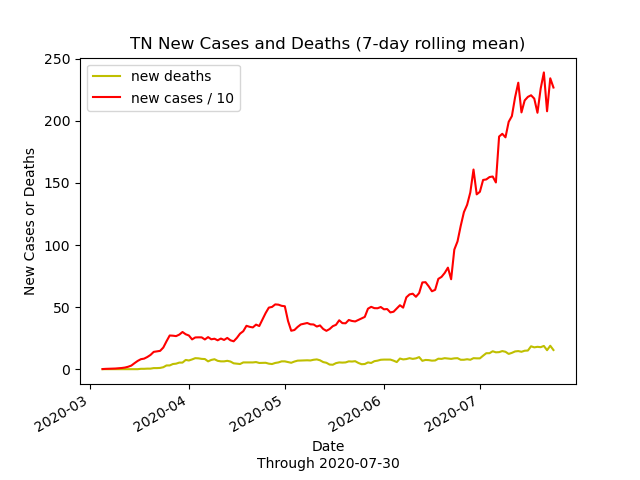 TN New Cases and Deaths (7-day rolling mean)
new deaths
new cases / 10
New Cases or Deaths
250
200
150
100
50
0
2020-03
2020-04
2020-05
2020-06
2020-07
Date
Through 2020-07-30